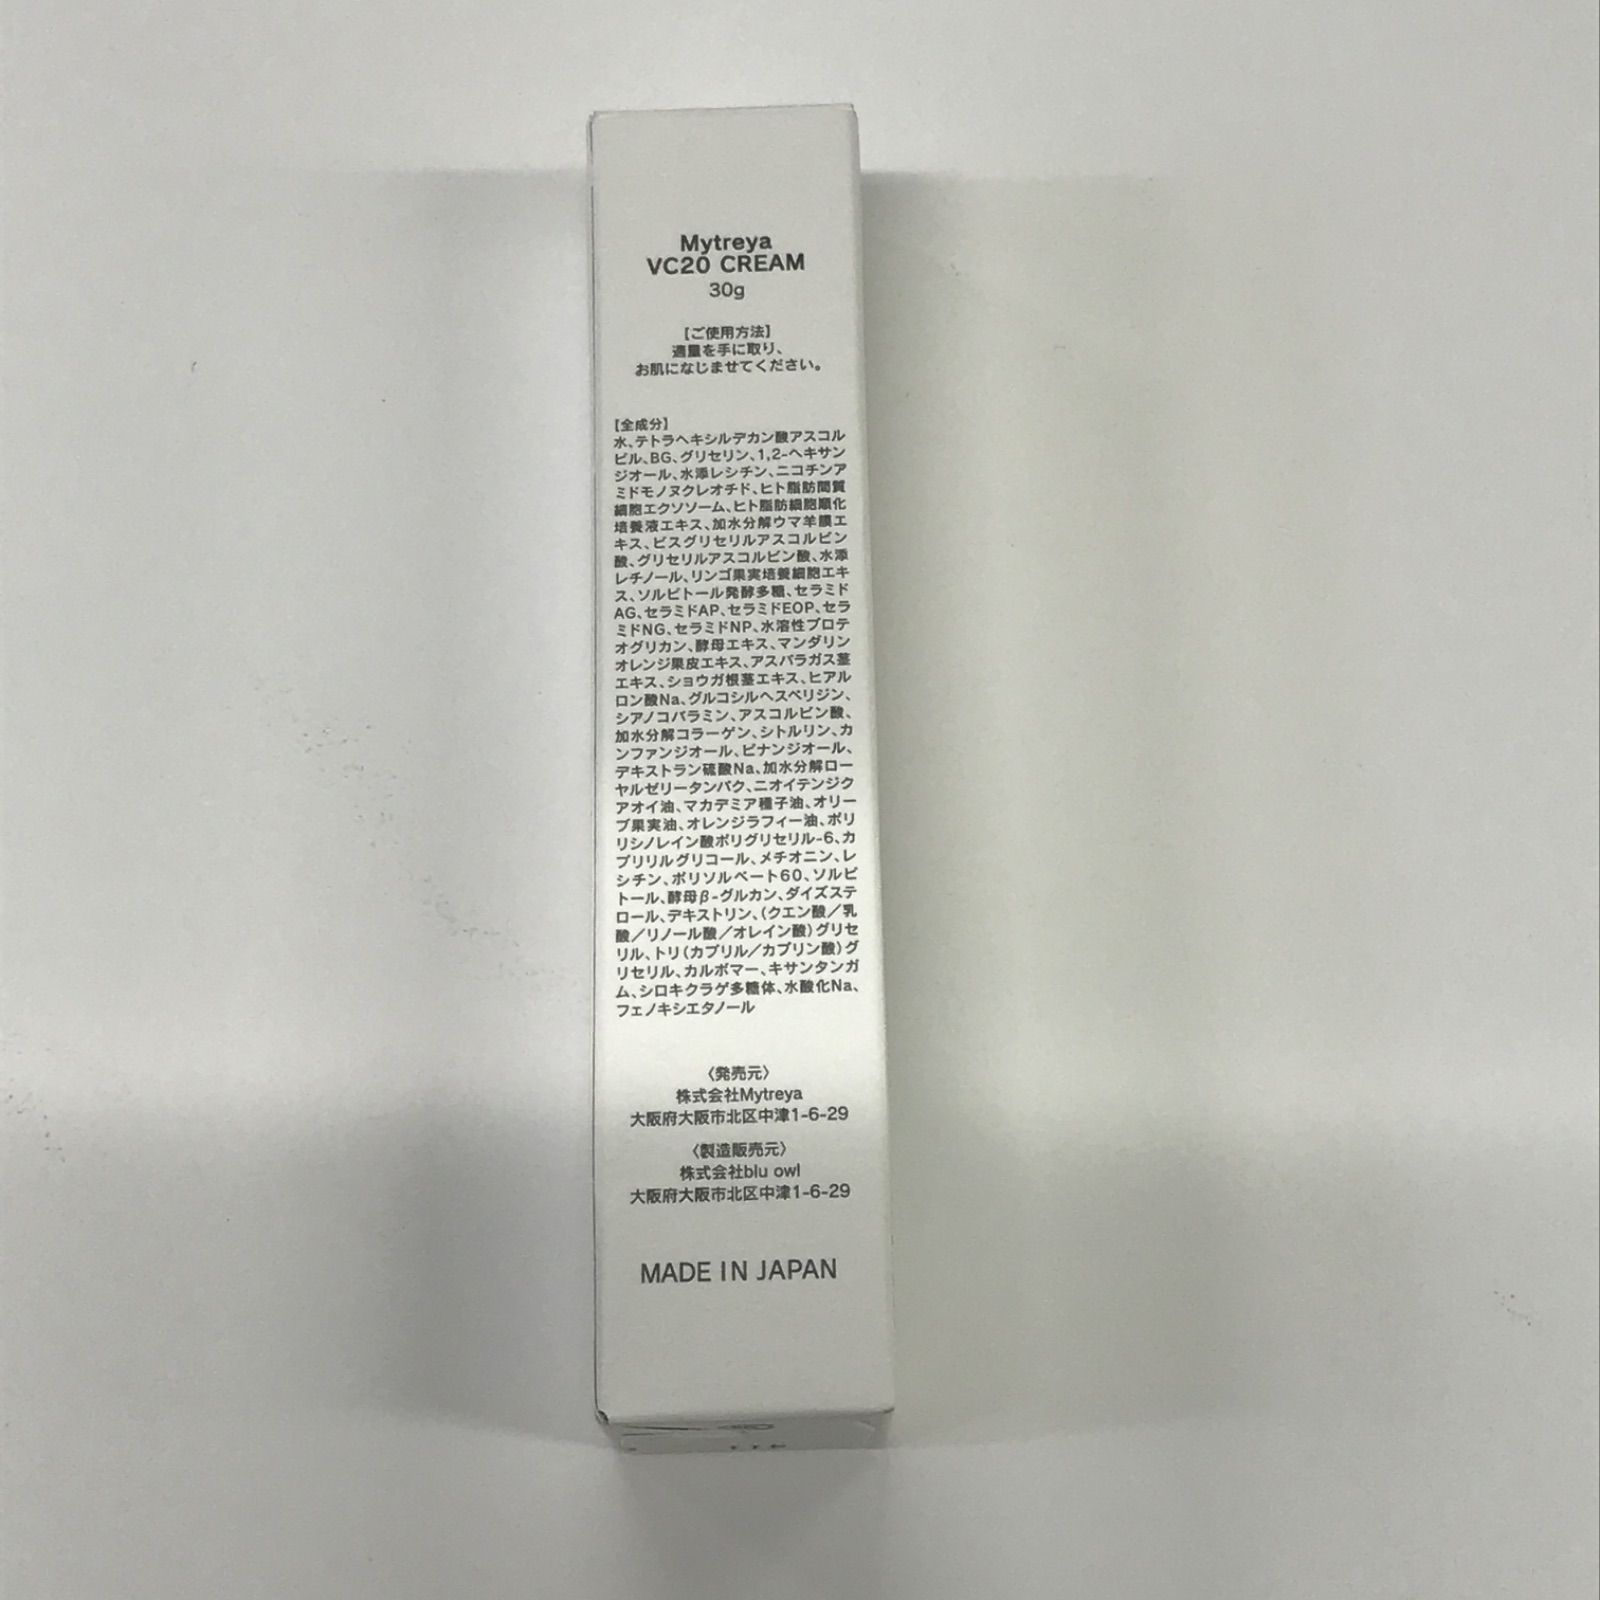 Mytreya
VC20 CREAM
30g
【ご使用方法】
適量を手に取り、
お肌になじませてください。
【全成分】
水、テトラヘキシルデカン酸アスコル
ビル、BG、グリセリン、1,2-ヘキサン
ジオール、水添レシチン、ニコチンア
ミドモノヌクレオチド、ヒト脂肪間質
細胞エクソソーム、ヒト脂肪細胞順化
培養液エキス、加水分解ウマ羊膜エ
キス、ビスグリセリルアスコルビン
酸、グリセリルアスコルビン酸、水添
レチノール、リンゴ果実培養細胞エキ
ス、ソルビトール発酵多糖、セラミド
AG、セラミドAP、セラミドEOP、セラ
ミドNG、セラミドNP、水溶性プロテ
オグリカン、酵母エキス、マンダリン
オレンジ果皮エキス、アスパラガス茎
エキス、ショウガ根茎エキス、ヒアル
ロン酸Na、グルコシルヘスペリジン、
シアノコバラミン、アスコルビン酸、
加水分解コラーゲン、シトルリン、カ
ンファンジオール、ピナンジオール、
デキストラン硫酸Na、加水分解ロー
ヤルゼリータンパク、ニオイテンジク
アオイ油、マカデミア種子油、オリー
ブ果実油、オレンジラフィー油、ポリ
リシノレイン酸ポリグリセリル-6、カ
プリリルグリコール、メチオニン、レ
シチン、ポリソルベート60、ソルビ
トール、酵母β-グルカン、ダイズステ
ロール、デキストリン、(クエン酸／乳
酸／リノール酸／オレイン酸)グリセ
リル、トリ(カプリル／カプリン酸)グ
リセリル、カルボマー、キサンタンガ
ム、シロキクラゲ多糖体、水酸化Na、
フェノキシエタノール
〈発売元〉
株式会社Mytreya
大阪府大阪市北区中津1-6-29
〈製造販売元〉
株式会社blu owl
大阪府大阪市北区中津1-6-29
MADE IN JAPAN